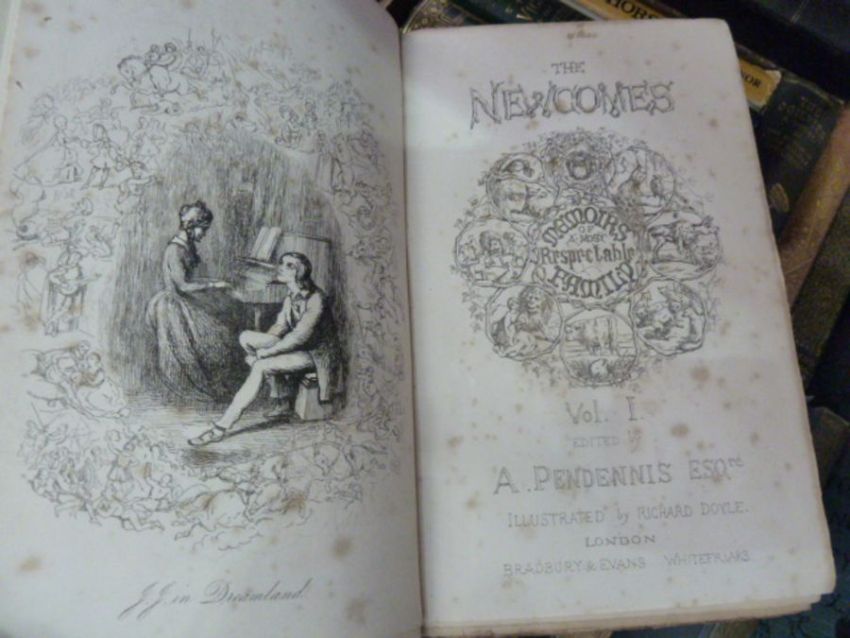 J.J. in Dreamland.
THE
NEWCOMES
MEMOIRS
OF
A MOST
Respectable
FAMILY
Vol. I.
EDITED BY
A. PENDENNIS ESQRE
ILLUSTRATED by RICHARD DOYLE.
LONDON
BRADBURY & EVANS WHITEFRIARS